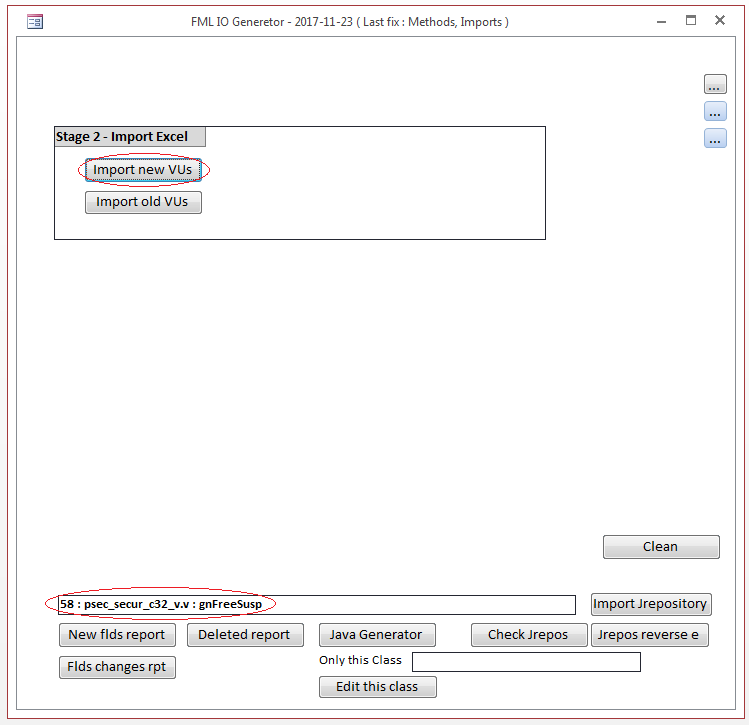 FML IO Generetor - 2017-11-23 ( Last fix : Methods, Imports )
...
...
...
Stage 2 - Import Excel
Import new VUs
Import old VUs
Clean
58 : psec_secur_c32_v.v : gnFreeSusp
Import Jrepository
New flds report
Deleted report
Java Generator
Check Jrepos
Jrepos reverse e
Flds changes rpt
Only this Class
Edit this class